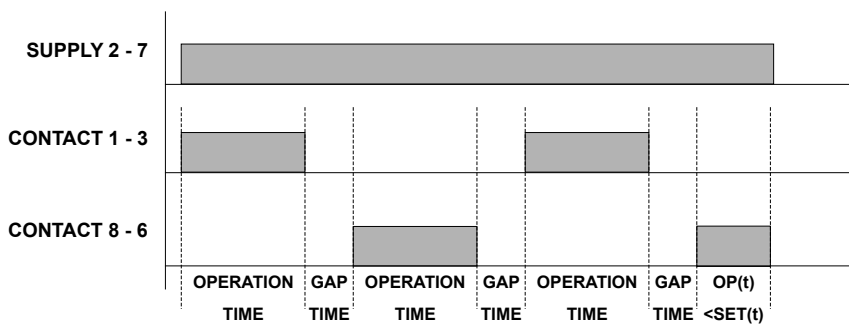 SUPPLY 2 - 7
CONTACT 1 - 3
CONTACT 8 - 6
OPERATION GAP OPERATION GAP OPERATION GAP OP(t)
TIME TIME TIME TIME TIME TIME <SET(t)